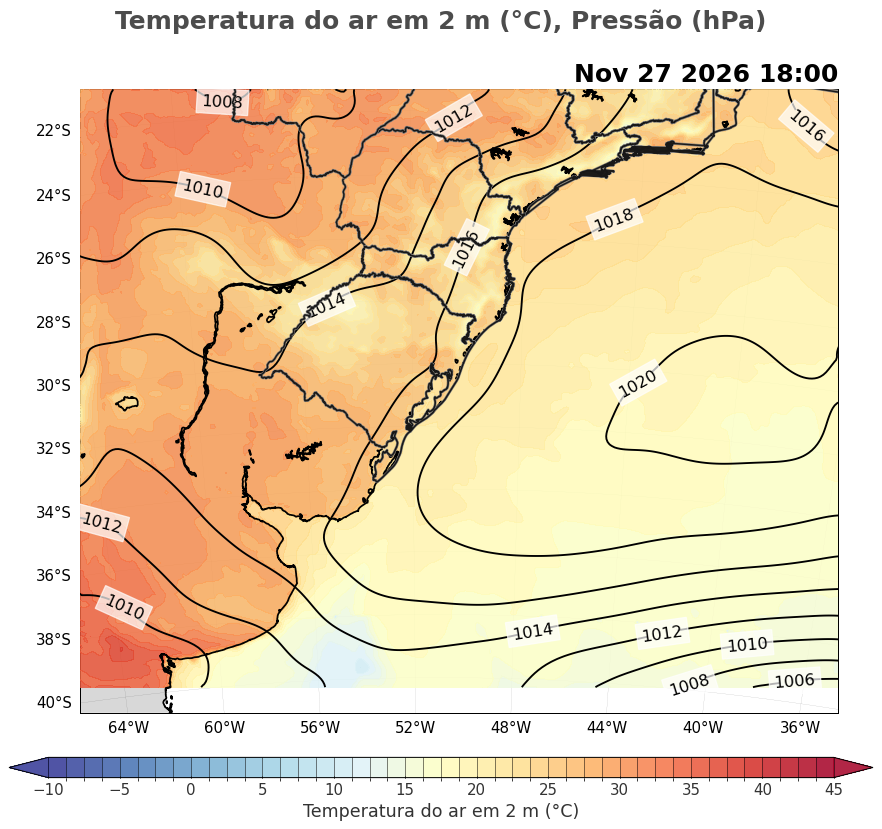 Temperatura do ar em 2 m (°C), Pressão (hPa)
Nov 27 2026 18:00
1008
1012
1016
22°S
1010
24°S
1018
1016
26°S
1014
28°S
1020
30°S
32°S
1012
34°S
36°S
1010
1014
1012
1010
38°S
1008
1006
40°S
64°W 60°W 56°W 52°W 48°W 44°W 40°W 36°W
−10 −5 0 5 10 15 20 25 30 35 40 45
Temperatura do ar em 2 m (°C)